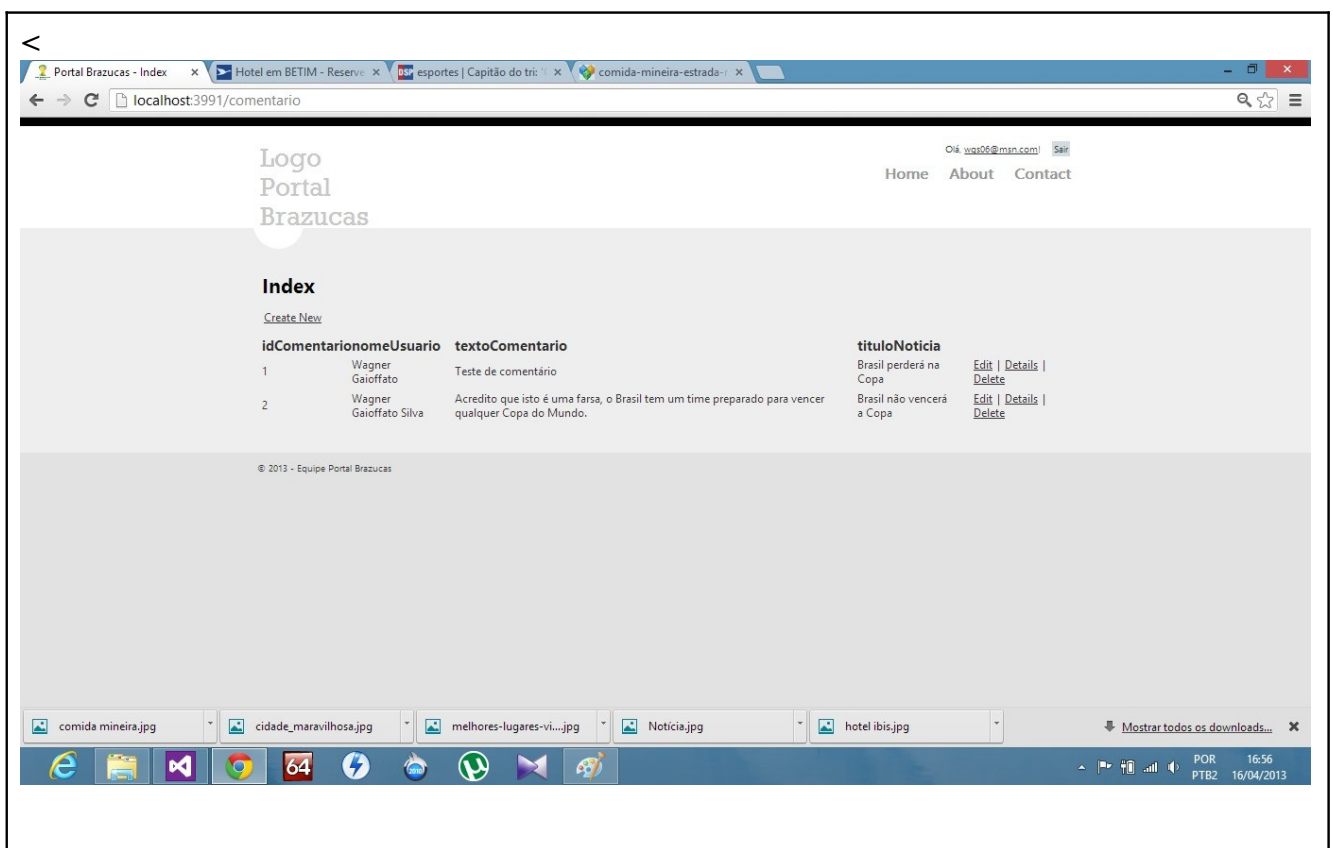 <
Portal Brazucas - Index
Hotel em BETIM - Reserve
DSP esportes | Capitão do tri:
comida-mineira-estrada-
localhost:3991/comentario
Logo
Portal
Brazucas
Olá, wgs06@msn.com! Sair
Home About Contact
Index
Create New
idComentario nomeUsuario textoComentario tituloNoticia
1 Wagner Gaioffato Teste de comentário Brasil perderá na Copa Edit | Details | Delete
2 Wagner Gaioffato Silva Acredito que isto é uma farsa, o Brasil tem um time preparado para vencer qualquer Copa do Mundo. Brasil não vencerá a Copa Edit | Details | Delete
© 2013 - Equipe Portal Brazucas
comida mineira.jpg cidade_maravilhosa.jpg melhores-lugares-vi....jpg Notícia.jpg hotel ibis.jpg Mostrar todos os downloads...
64 POR 16:56
PTB2 16/04/2013